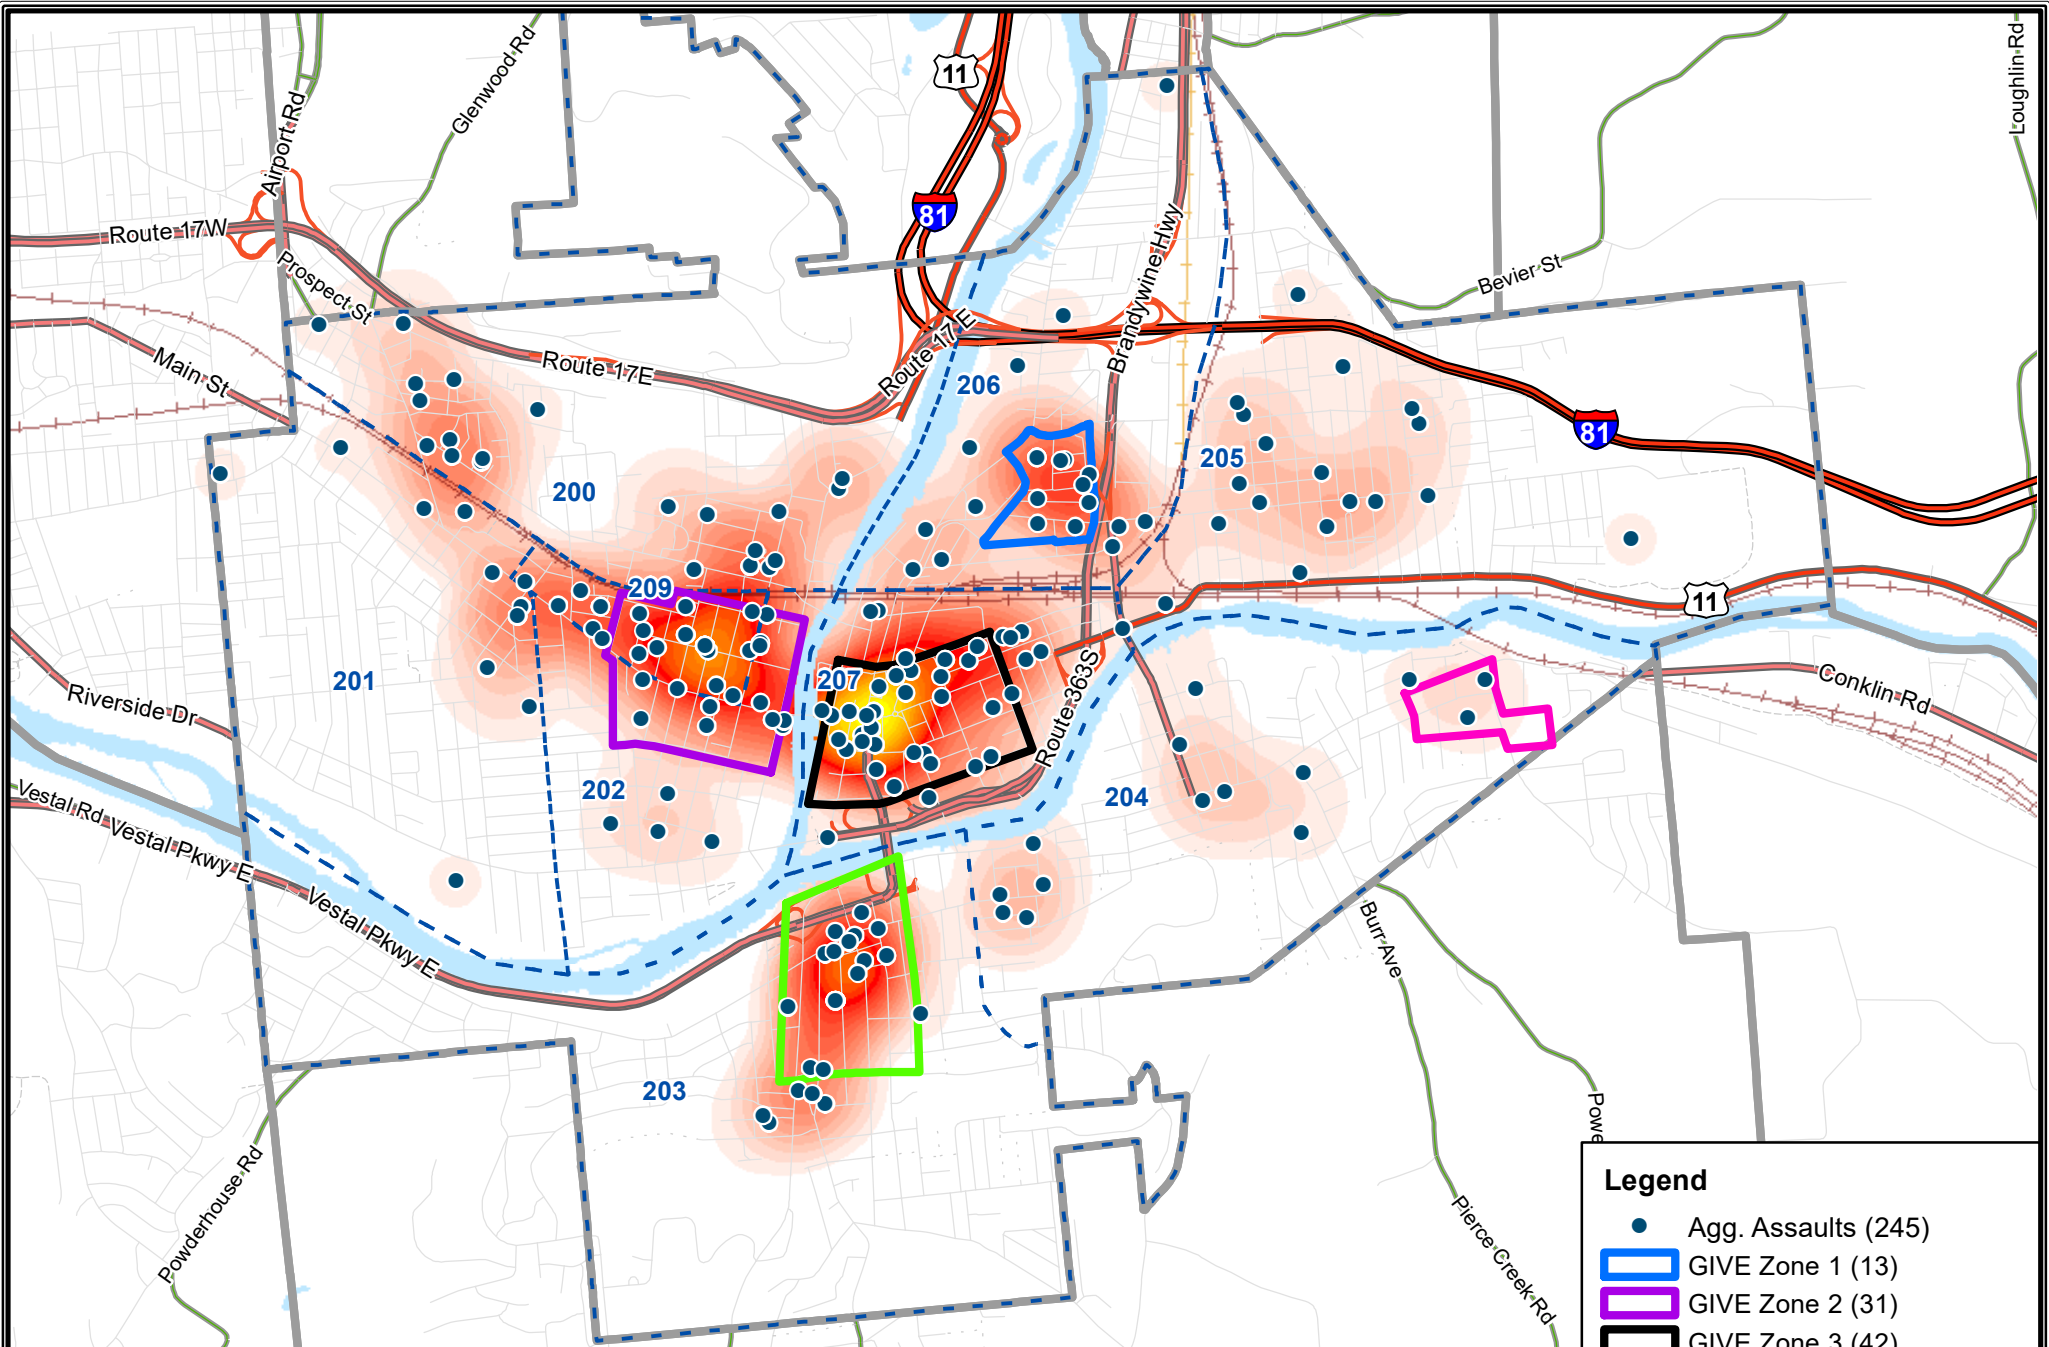 11
Glenwood Rd
Loughlin Rd
Airport Rd
81
Route 17W
Brandywine Hwy
Prospect St
Bevier St
Main St
Route 17E
Route 17 E
206
81
205
200
209
11
201
207
Conklin Rd
Riverside Dr
Route 363S
202
204
Vestal Rd
Vestal Pkwy E
Vestal Pkwy E
Burr Ave
203
Powe
Powderhouse Rd
Pierce Creek Rd
Legend
Agg. Assaults (245)
GIVE Zone 1 (13)
GIVE Zone 2 (31)
GIVE Zone 3 (42)